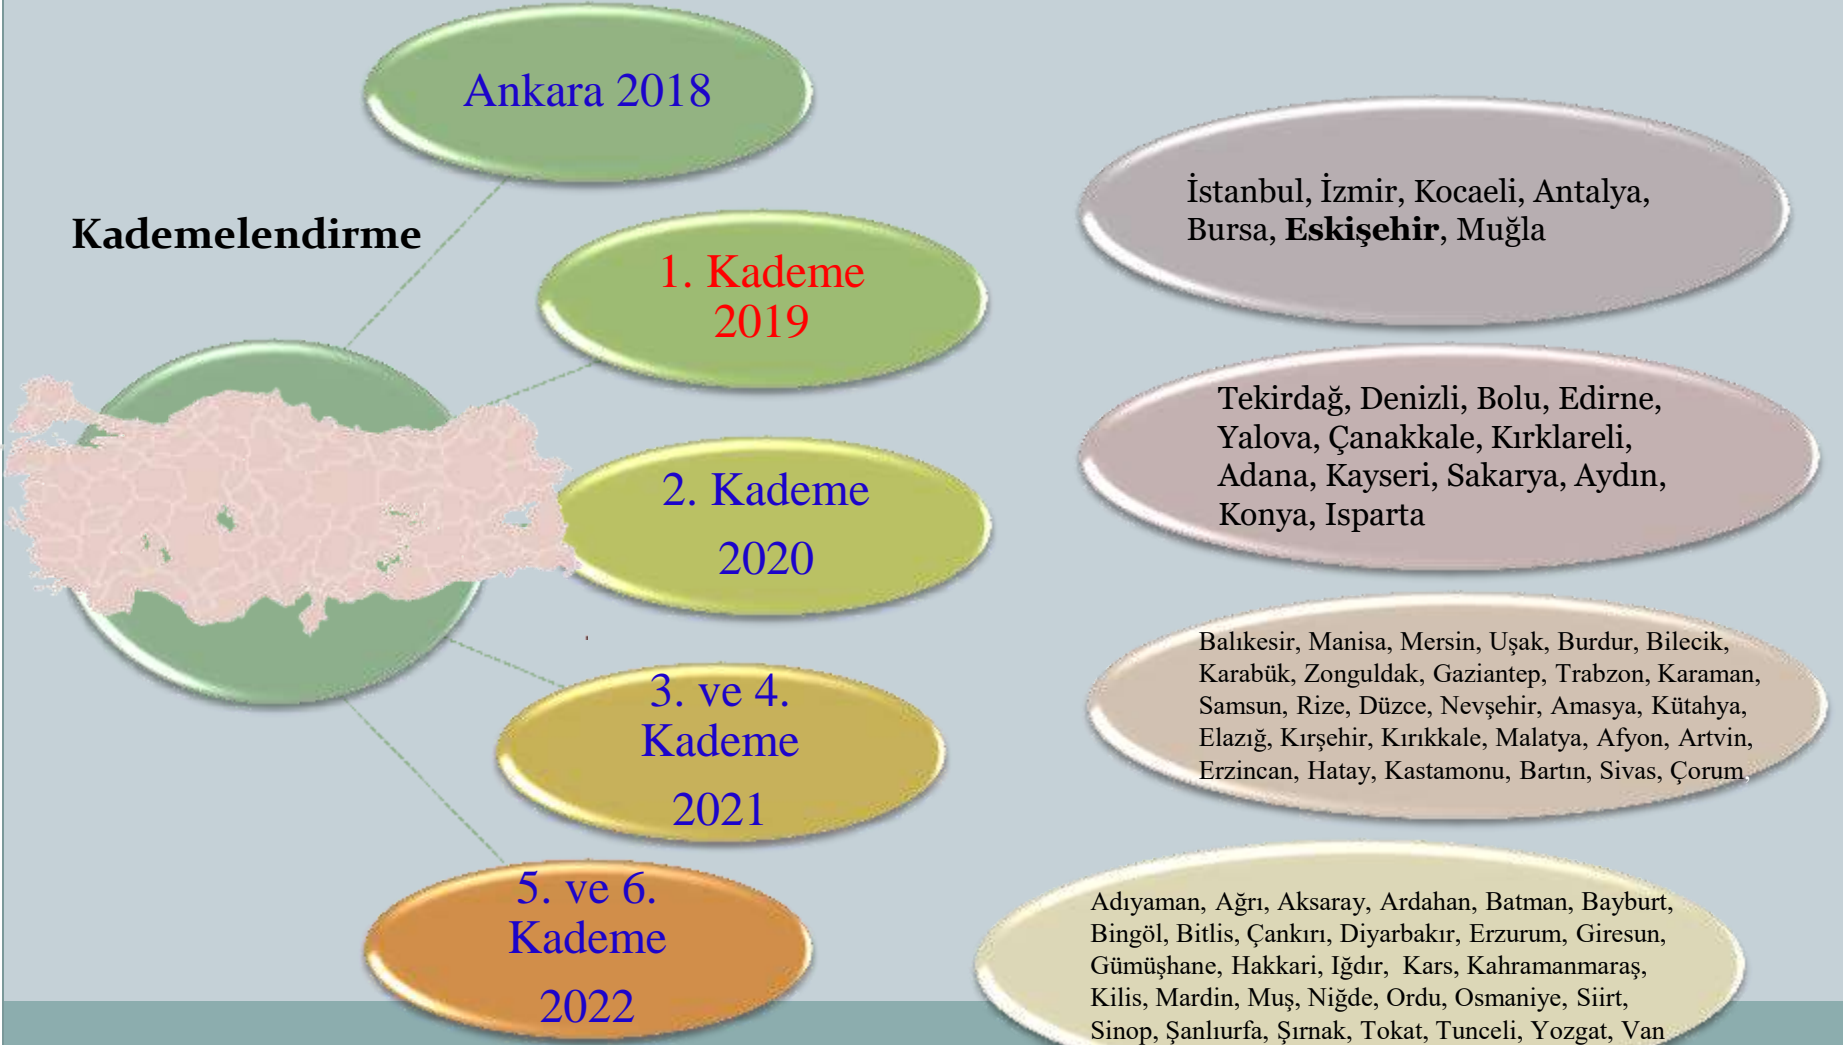 Ankara 2018
Kademelendirme
1. Kademe
2019
2. Kademe
2020
3. ve 4.
Kademe
2021
5. ve 6.
Kademe
2022
İstanbul, İzmir, Kocaeli, Antalya,
Bursa, Eskişehir, Muğla
Tekirdağ, Denizli, Bolu, Edirne,
Yalova, Çanakkale, Kırklareli,
Adana, Kayseri, Sakarya, Aydın,
Konya, Isparta
Balıkesir, Manisa, Mersin, Uşak, Burdur, Bilecik,
Karabük, Zonguldak, Gaziantep, Trabzon, Karaman,
Samsun, Rize, Düzce, Nevşehir, Amasya, Kütahya,
Elazığ, Kırşehir, Kırıkkale, Malatya, Afyon, Artvin,
Erzincan, Hatay, Kastamonu, Bartın, Sivas, Çorum
Adıyaman, Ağrı, Aksaray, Ardahan, Batman, Bayburt,
Bingöl, Bitlis, Çankırı, Diyarbakır, Erzurum, Giresun,
Gümüşhane, Hakkari, Iğdır, Kars, Kahramanmaraş,
Kilis, Mardin, Muş, Niğde, Ordu, Osmaniye, Siirt,
Sinop, Şanlıurfa, Şırnak, Tokat, Tunceli, Yozgat, Van